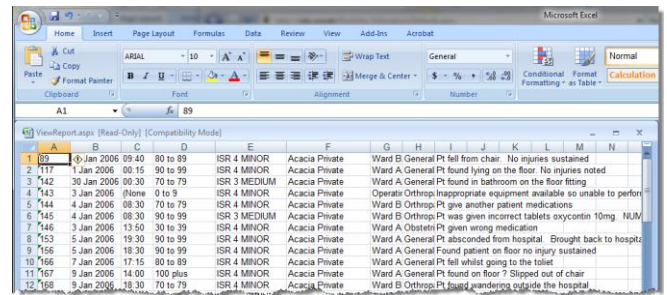 Microsoft Excel
Home Insert Page Layout Formulas Data Review View Add-Ins Acrobat
Cut
Copy
Format Painter
Paste
Clipboard
ARIAL 10 A A
B I U A
Font
Wrap Text
Merge & Center
Alignment
General
$ % , .0 .00 .00 .0
Number
Conditional Formatting
Format as Table
Normal
Calculation
A1 fx 89
ViewReport.aspx [Read-Only] [Compatibility Mode]
A B C D E F G H I J K L M N
1 89 Jan 2006 09:40 80 to 89 ISR 4 MINOR Acacia Private Ward B General Pt fell from chair. No injuries sustained
2 117 1 Jan 2006 00:15 90 to 99 ISR 4 MINOR Acacia Private Ward A General Pt found lying on the floor. No injuries noted
3 142 30 Jan 2006 00:30 70 to 79 ISR 3 MEDIUM Acacia Private Ward A General Pt found in bathroom on the floor fitting
4 143 3 Jan 2006 (None 0 to 9 ISR 4 MINOR Acacia Private Operatin Orthrop Inappropriate equipment available so unable to perfor
5 144 4 Jan 2006 08:30 70 to 79 ISR 4 MINOR Acacia Private Ward B Orthrop Pt give another patient medications
6 145 4 Jan 2006 08:30 90 to 99 ISR 3 MEDIUM Acacia Private Ward B Orthrop Pt was given incorrect tablets oxycontin 10mg. NUM
7 146 3 Jan 2006 13:50 30 to 39 ISR 4 MINOR Acacia Private Ward A Obstetri Pt given wrong medication
8 153 5 Jan 2006 19:30 90 to 99 ISR 4 MINOR Acacia Private Ward A General Pt absconded from hospital. Brought back to hospita
9 156 5 Jan 2006 18:30 90 to 99 ISR 4 MINOR Acacia Private Ward A General Found patient on floor no injury sustained
10 166 7 Jan 2006 17:15 80 to 89 ISR 4 MINOR Acacia Private Ward A General Pt fell whilst going to the toliet
11 167 9 Jan 2006 14:00 100 plus ISR 4 MINOR Acacia Private Ward A General Pt found on floor ? Slipped out of chair
12 168 9 Jan 2006 18:30 70 to 79 ISR 4 MINOR Acacia Private Ward B Orthrop Pt found wandering outside the hospital